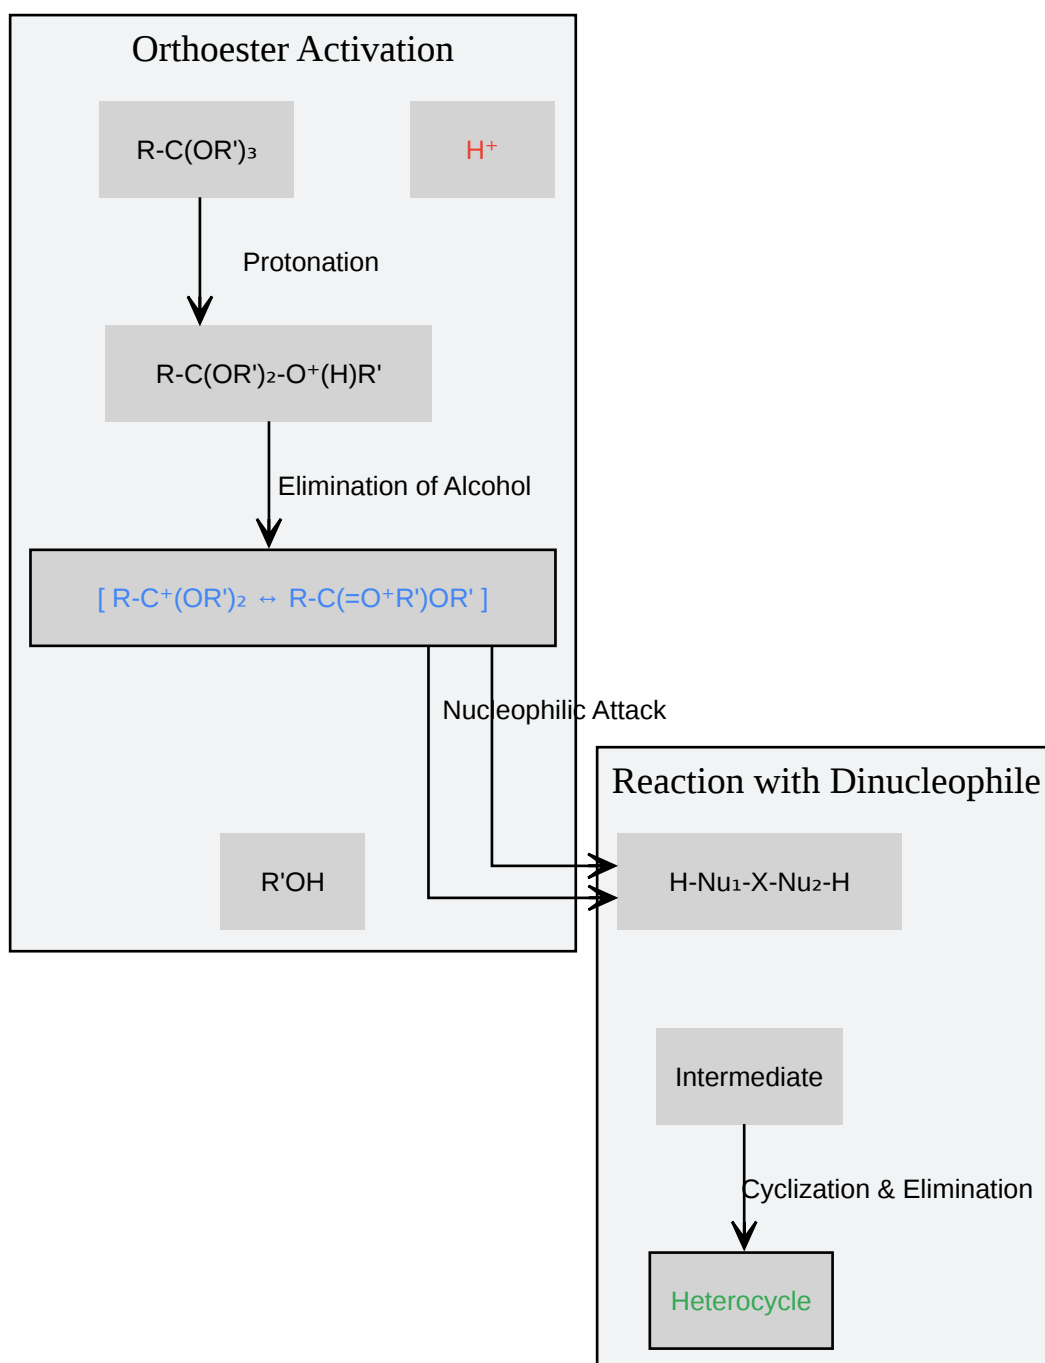 Orthoester Activation
R-C(OR')₃
H⁺
Protonation
R-C(OR')₂-O⁺(H)R'
Elimination of Alcohol
[ R-C⁺(OR')₂ ↔ R-C(=O⁺R')OR' ]
Nucleophilic Attack
Reaction with Dinucleophile
R'OH
H-Nu₁-X-Nu₂-H
Intermediate
Cyclization & Elimination
Heterocycle